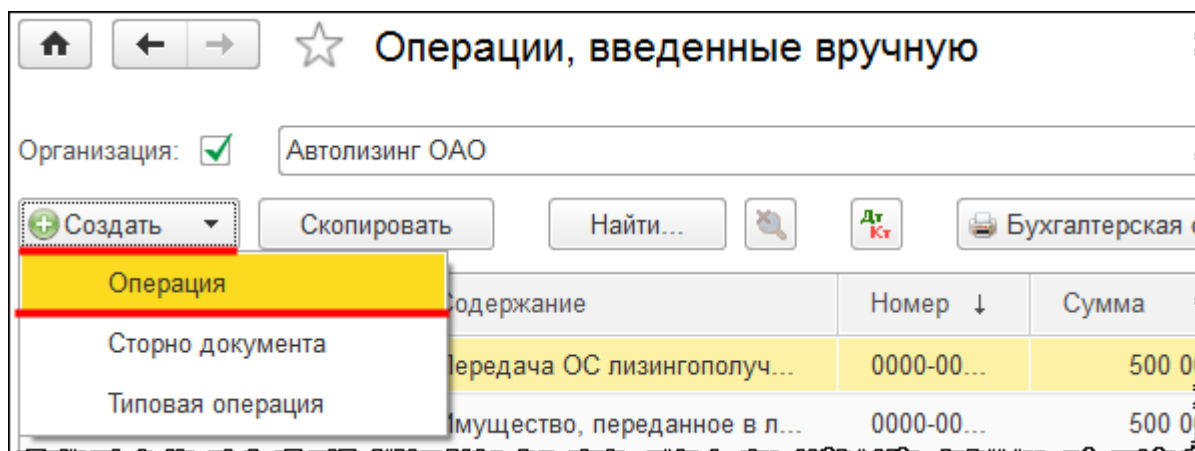 Операции, введенные вручную
Организация: Автолизинг ОАО
Создать Скопировать Найти... Дт Кт Бухгалтерская
Операция
Содержание Номер ↓ Сумма
Сторно документа
Передача ОС лизингополуч... 0000-00... 500 0
Типовая операция
Имущество, переданное в л... 0000-00... 500 0